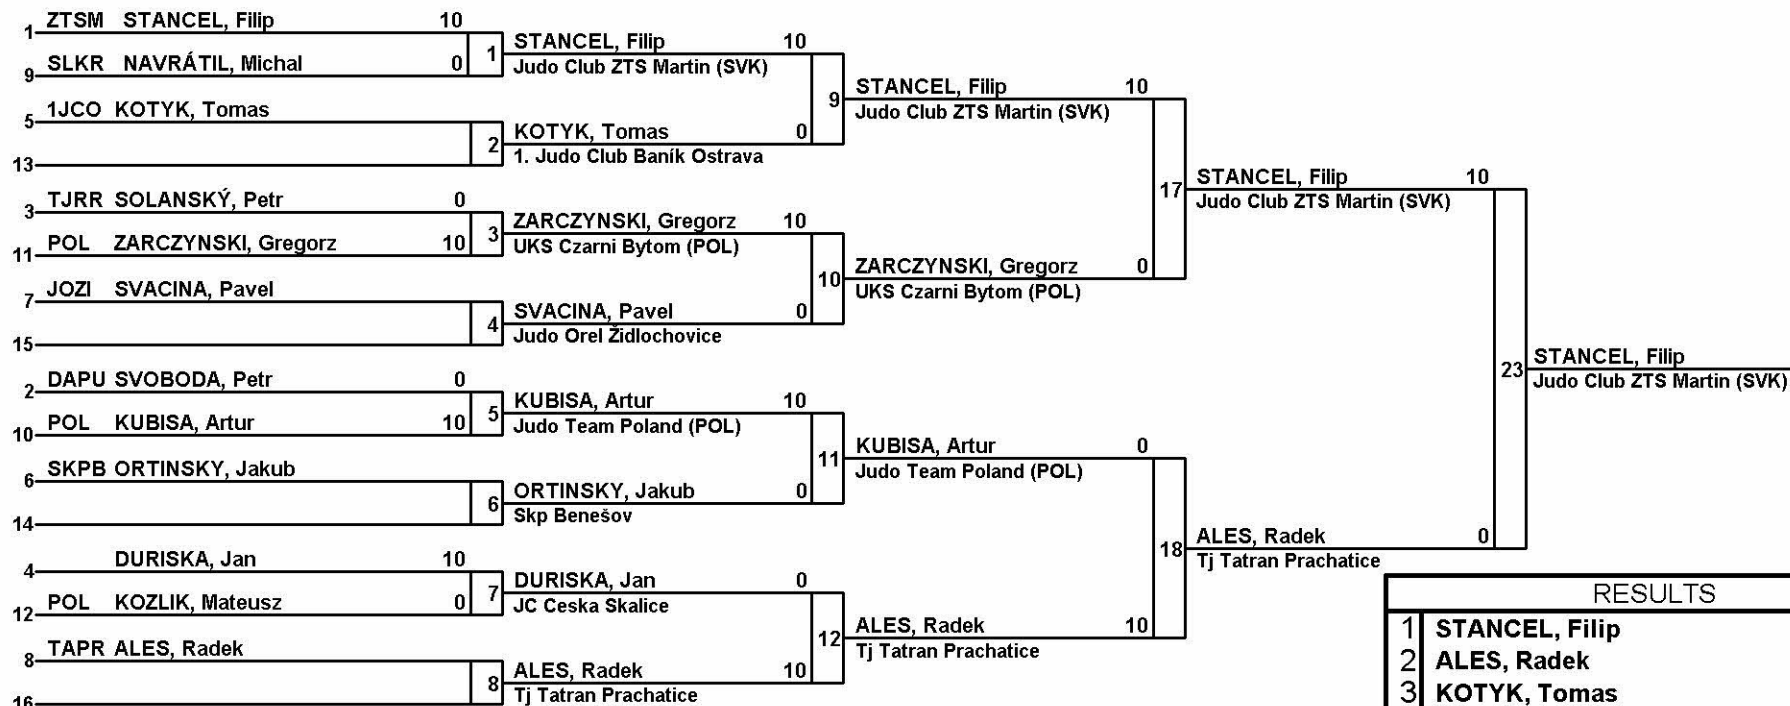 1 ZTSM STANCEL, Filip 10
9 SLKR NAVRÁTIL, Michal 0
1 STANCEL, Filip 10
Judo Club ZTS Martin (SVK)
5 1JCO KOTYK, Tomas
13
2 KOTYK, Tomas 0
1. Judo Club Baník Ostrava
9 STANCEL, Filip 10
Judo Club ZTS Martin (SVK)
3 TJRR SOLANSKÝ, Petr 0
11 POL ZARCZYNSKI, Gregorz 10
3 ZARCZYNSKI, Gregorz 10
UKS Czarni Bytom (POL)
7 JOZI SVACINA, Pavel
15
4 SVACINA, Pavel 0
Judo Orel Židlochovice
10 ZARCZYNSKI, Gregorz 0
UKS Czarni Bytom (POL)
17 STANCEL, Filip 10
Judo Club ZTS Martin (SVK)
2 DAPU SVOBODA, Petr 0
10 POL KUBISA, Artur 10
5 KUBISA, Artur 10
Judo Team Poland (POL)
6 SKPB ORTINSKY, Jakub
14
6 ORTINSKY, Jakub 0
Skp Benešov
11 KUBISA, Artur 0
Judo Team Poland (POL)
4 DURISKA, Jan 10
12 POL KOZLIK, Mateusz 0
7 DURISKA, Jan 0
JC Ceska Skalice
8 TAPR ALES, Radek
16
8 ALES, Radek 10
Tj Tatran Prachatice
12 ALES, Radek 10
Tj Tatran Prachatice
18 ALES, Radek 0
Tj Tatran Prachatice
23 STANCEL, Filip
Judo Club ZTS Martin (SVK)
RESULTS
1 STANCEL, Filip
2 ALES, Radek
3 KOTYK, Tomas